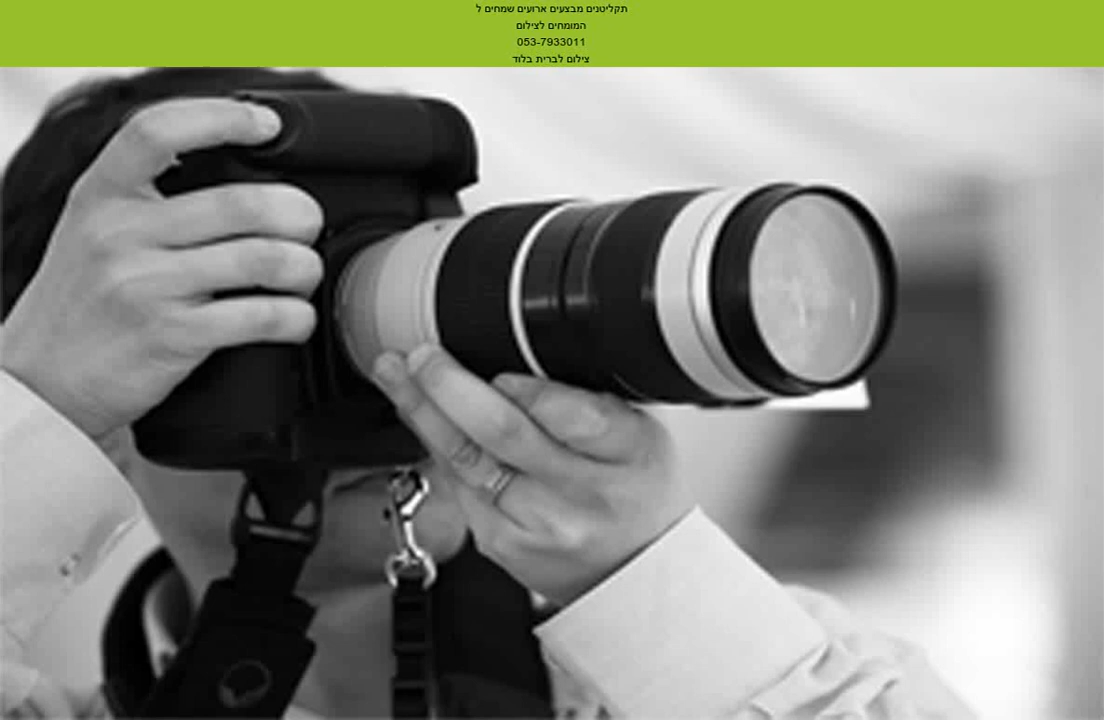 תקליטנים מבצעים ארועים שמחים ל
המומחים לצילום
053-7933011
צילום לברית בלוד